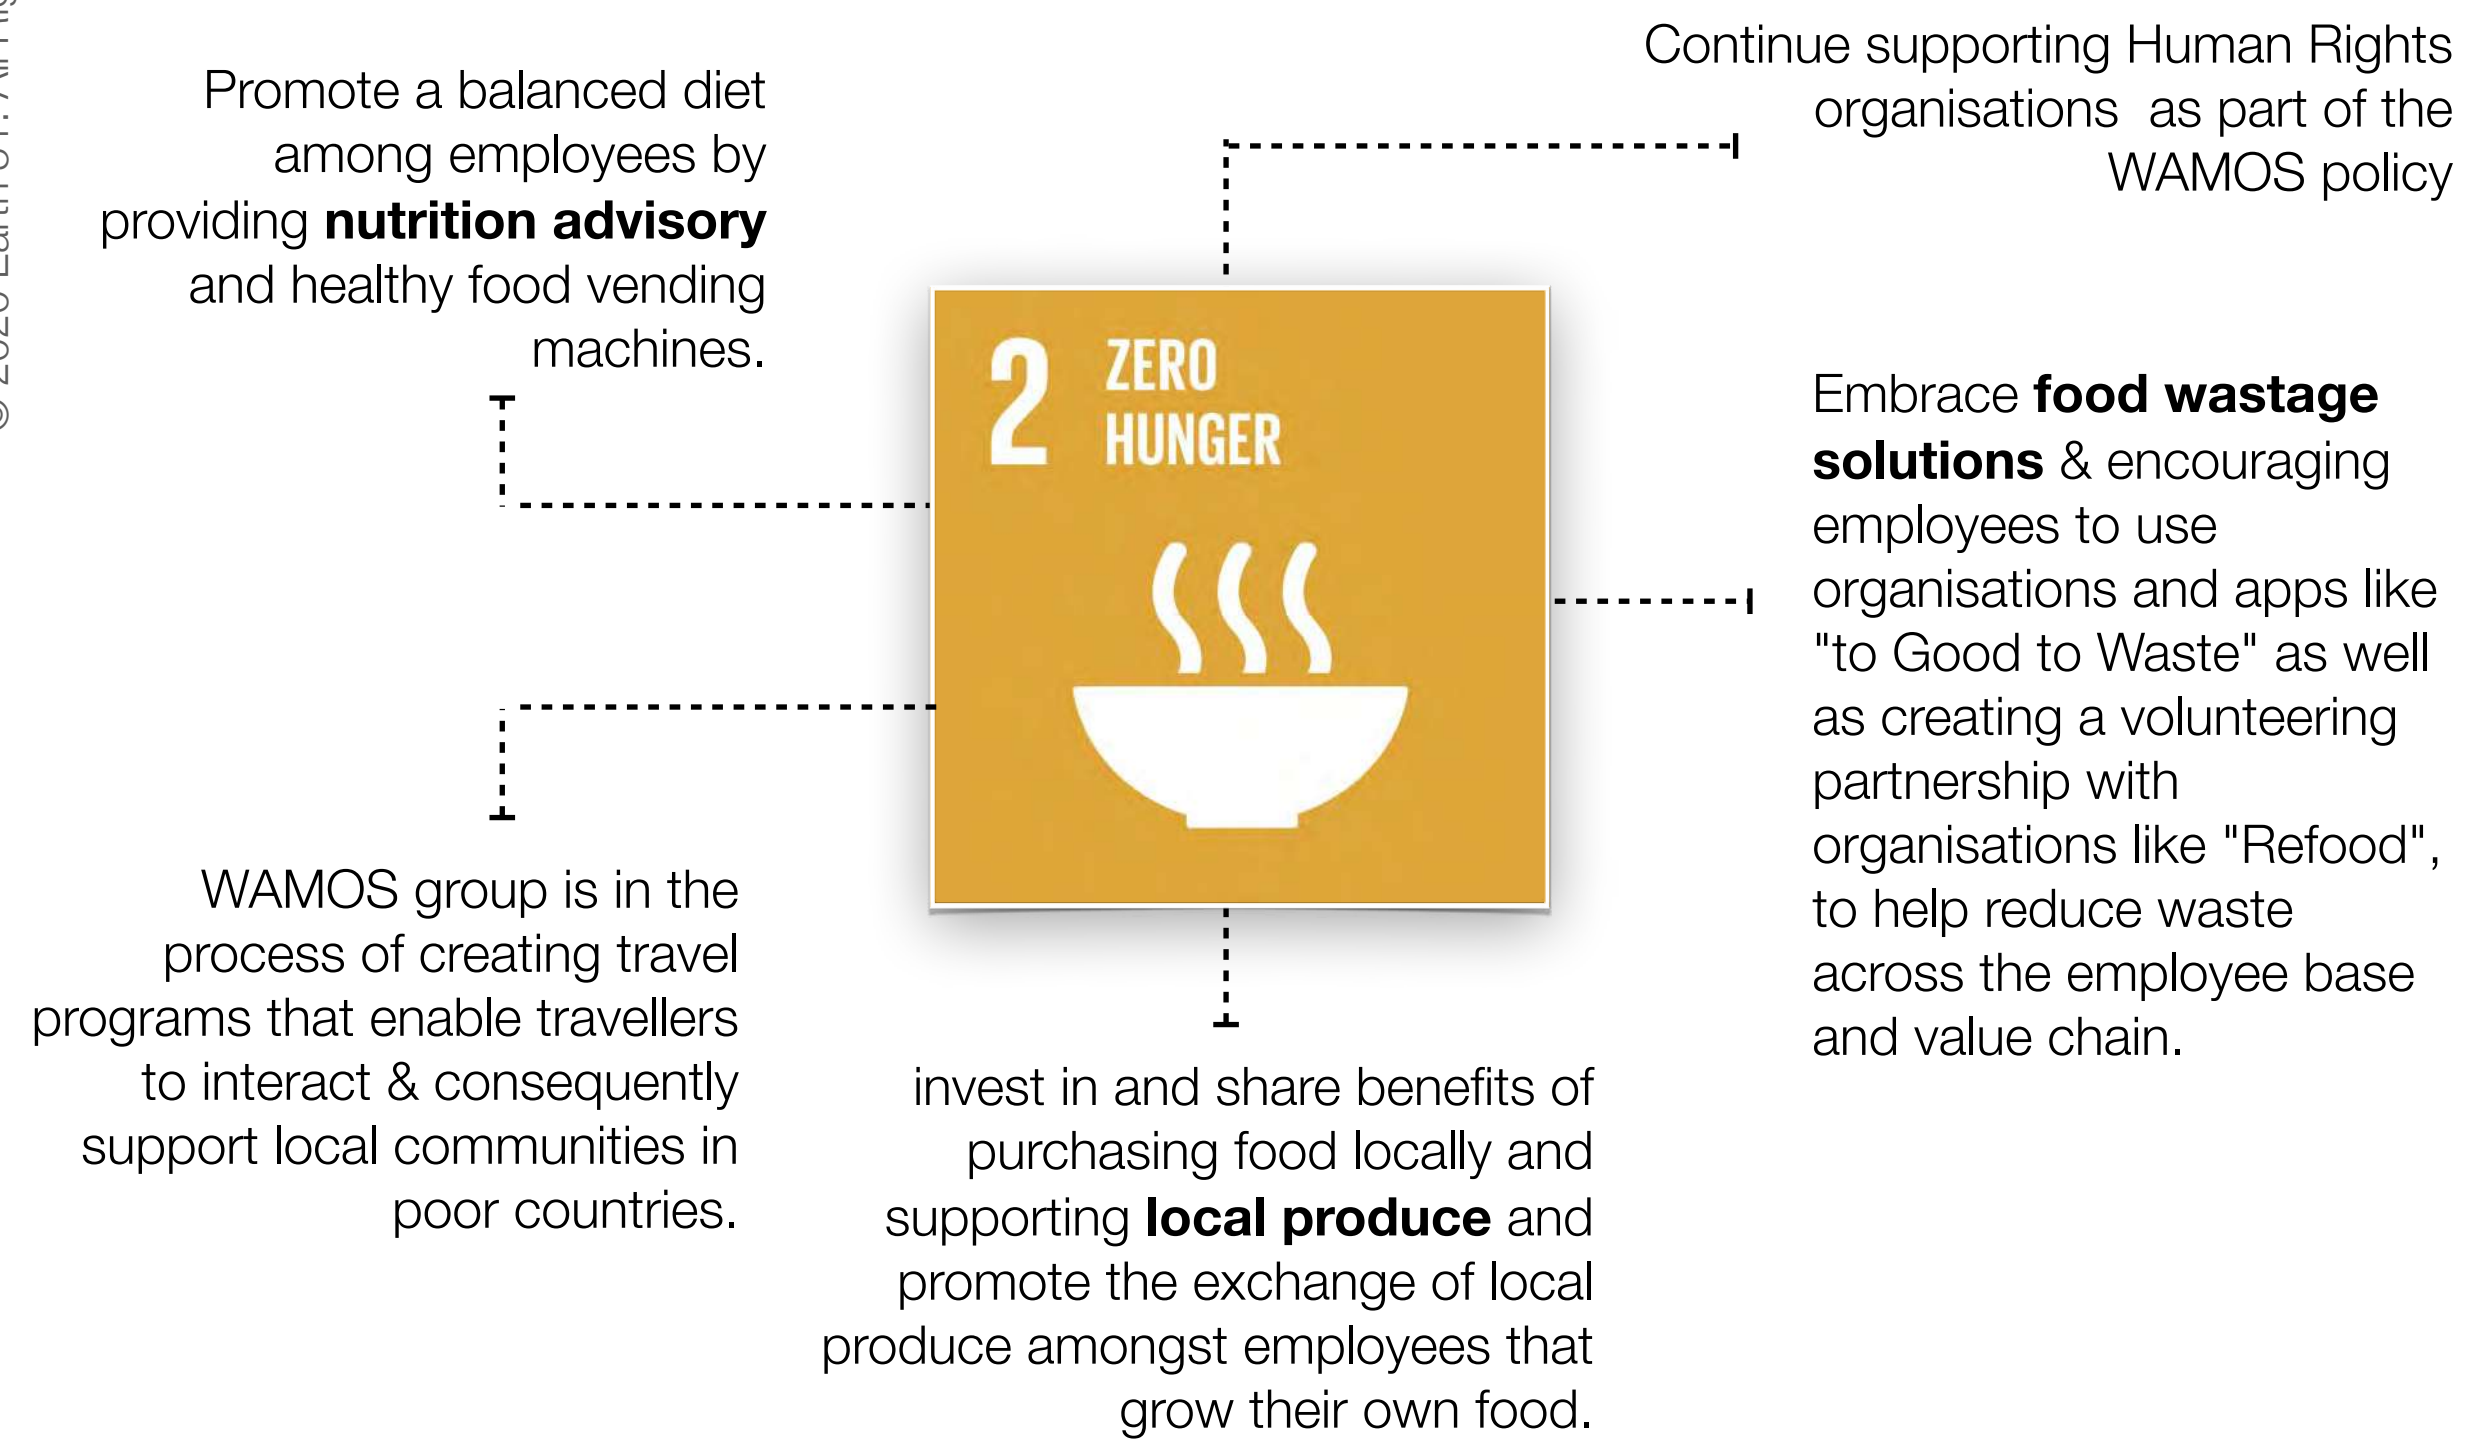 © 2020 Earth
Promote a balanced diet
among employees by
providing nutrition advisory
and healthy food vending
machines.
Continue supporting Human Rights
organisations  as part of the
WAMOS policy
2 ZERO
HUNGER
Embrace food wastage
solutions & encouraging
employees to use
organisations and apps like
"to Good to Waste" as well
as creating a volunteering
partnership with
organisations like "Refood",
to help reduce waste
across the employee base
and value chain.
WAMOS group is in the
process of creating travel
programs that enable travellers
to interact & consequently
support local communities in
poor countries.
invest in and share benefits of
purchasing food locally and
supporting local produce and
promote the exchange of local
produce amongst employees that
grow their own food.